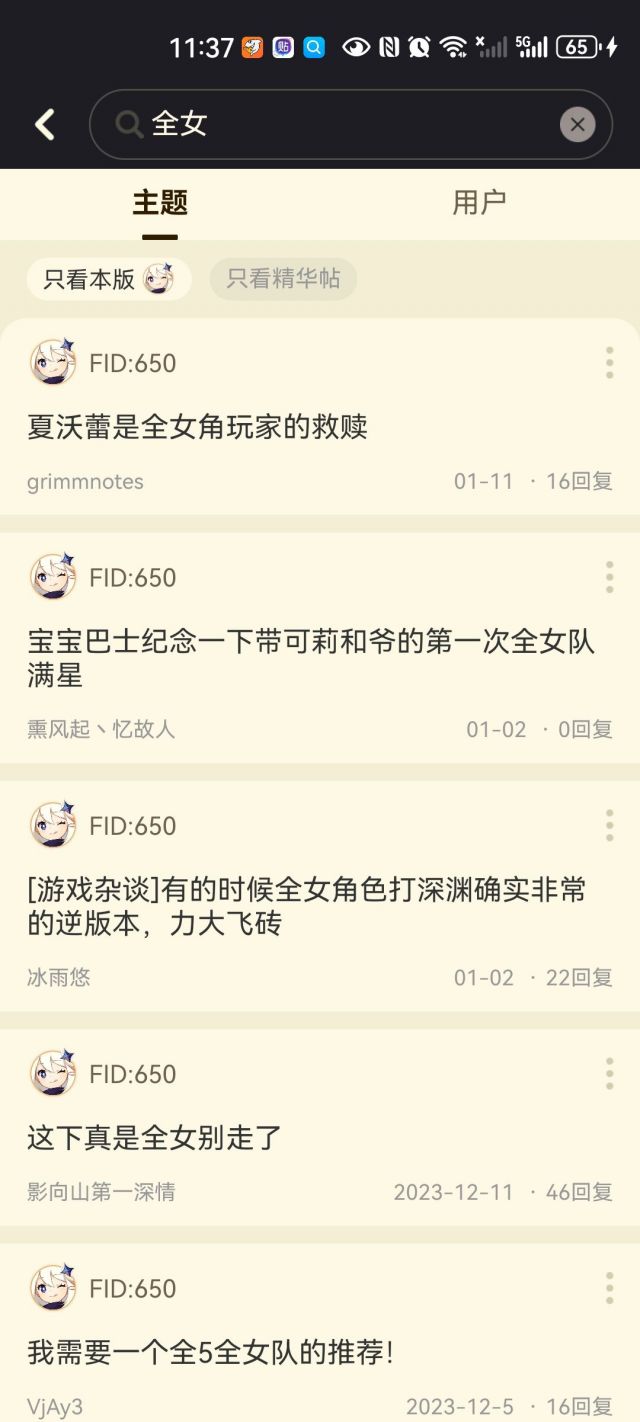 11:37 贴 5G 65
全女
主题 用户
只看本版 只看精华帖
FID:650
夏沃蕾是全女角玩家的救赎
grimmnotes 01-11 · 16回复
FID:650
宝宝巴士纪念一下带可莉和爷的第一次全女队
满星
熏风起丶忆故人 01-02 · 0回复
FID:650
[游戏杂谈]有的时候全女角色打深渊确实非常
的逆版本，力大飞砖
冰雨悠 01-02 · 22回复
FID:650
这下真是全女别走了
影向山第一深情 2023-12-11 · 46回复
FID:650
我需要一个全5全女队的推荐!
VjAy3 2023-12-5 · 16回复